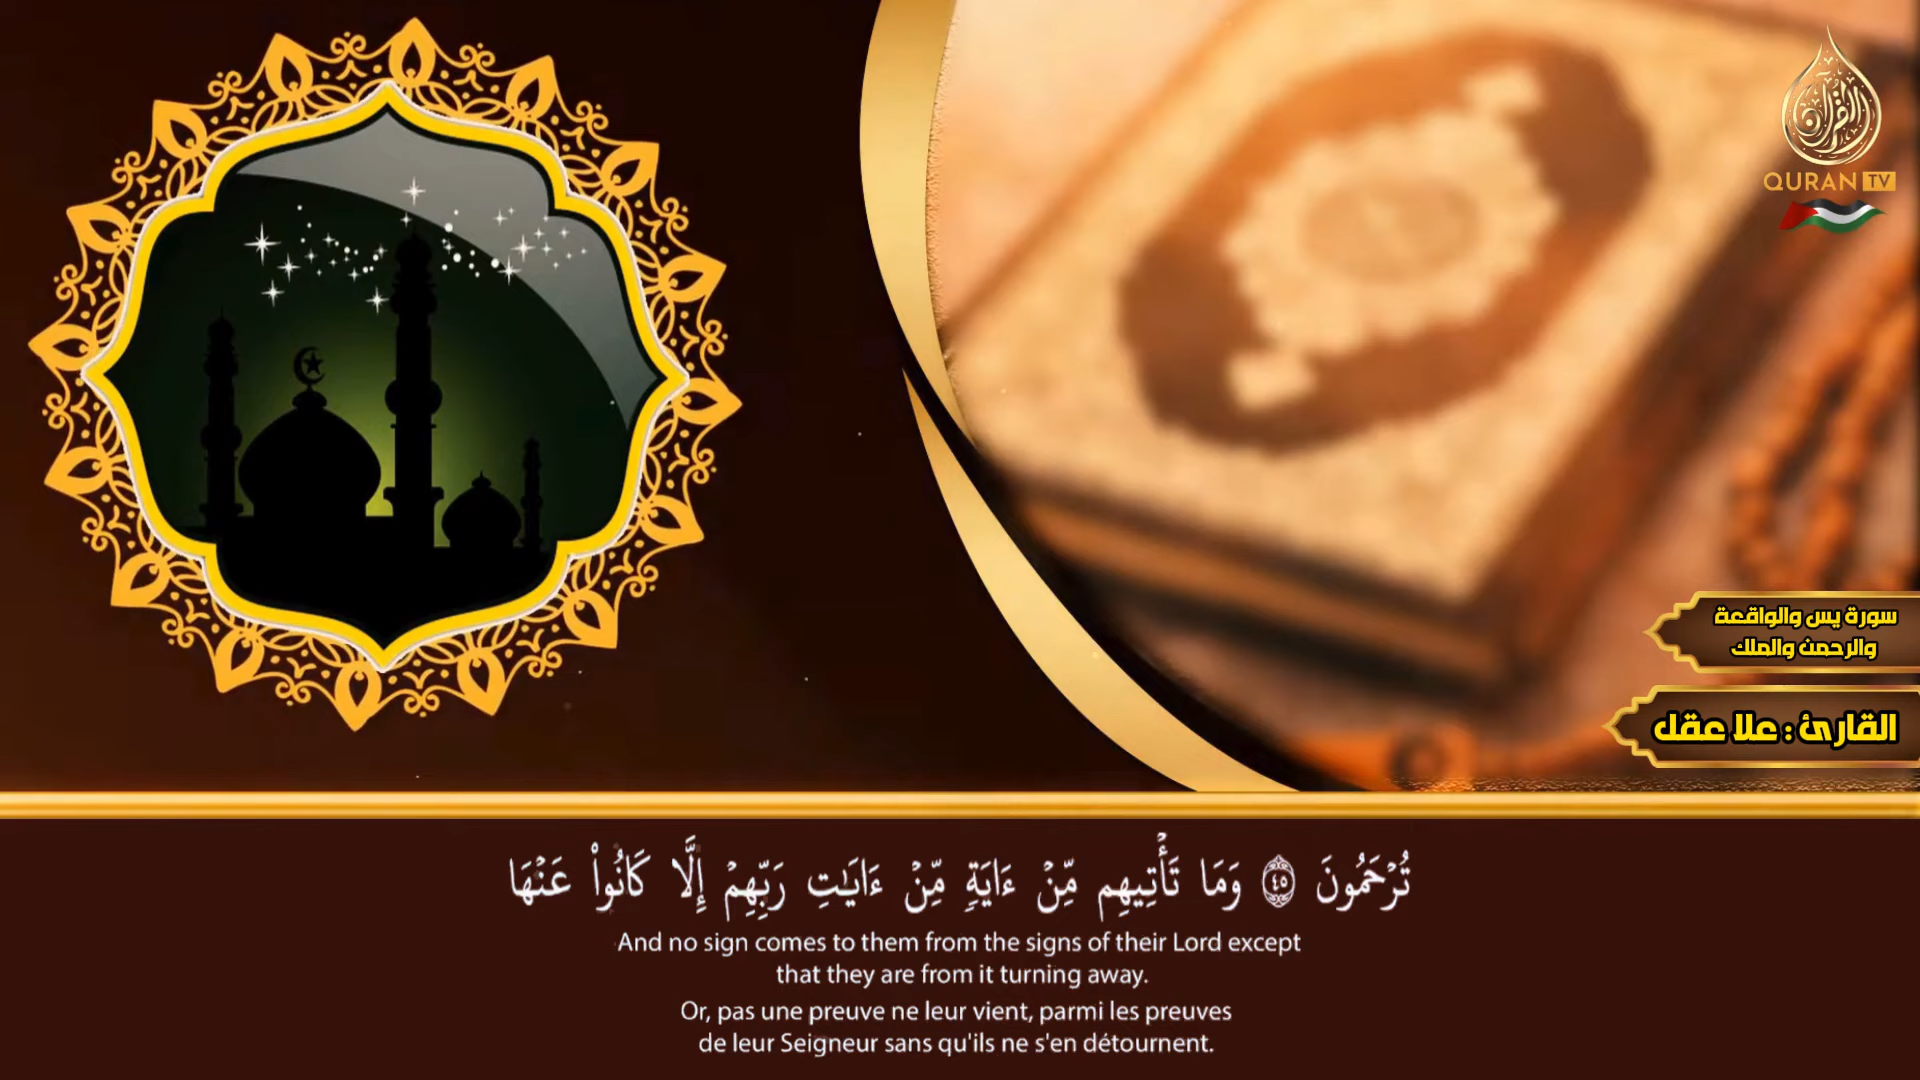 القرآن
QURAN TV
سورة يس والواقعة
والرحمن والملك
القارئ : علا عقل
تُرْحَمُونَ ٤٥ وَمَا تَأْتِيهِم مِّنْ ءَايَةٍ مِّنْ ءَايَـٰتِ رَبِّهِمْ إِلَّا كَانُوا۟ عَنْهَا
And no sign comes to them from the signs of their Lord except
that they are from it turning away.
Or, pas une preuve ne leur vient, parmi les preuves
de leur Seigneur sans qu'ils ne s'en détournent.